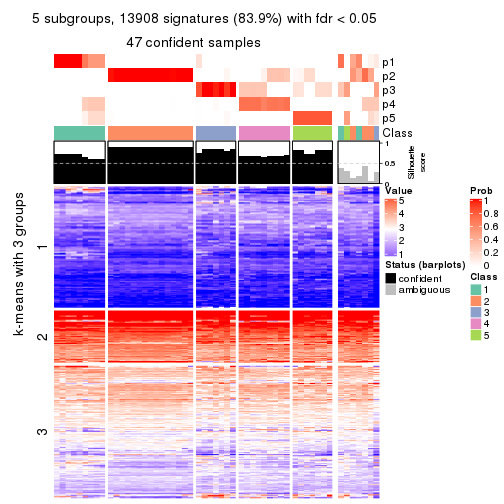 5 subgroups, 13908 signatures (83.9%) with fdr < 0.05
47 confident samples
p1
p2
p3
p4
p5
Class
1
0.5
0
Silhouette
score
k-means with 3 groups
1
2
3
Value
5
4
3
2
1
Status (barplots)
confident
ambiguous
Prob
1
0.8
0.6
0.4
0.2
0
Class
1
2
3
4
5